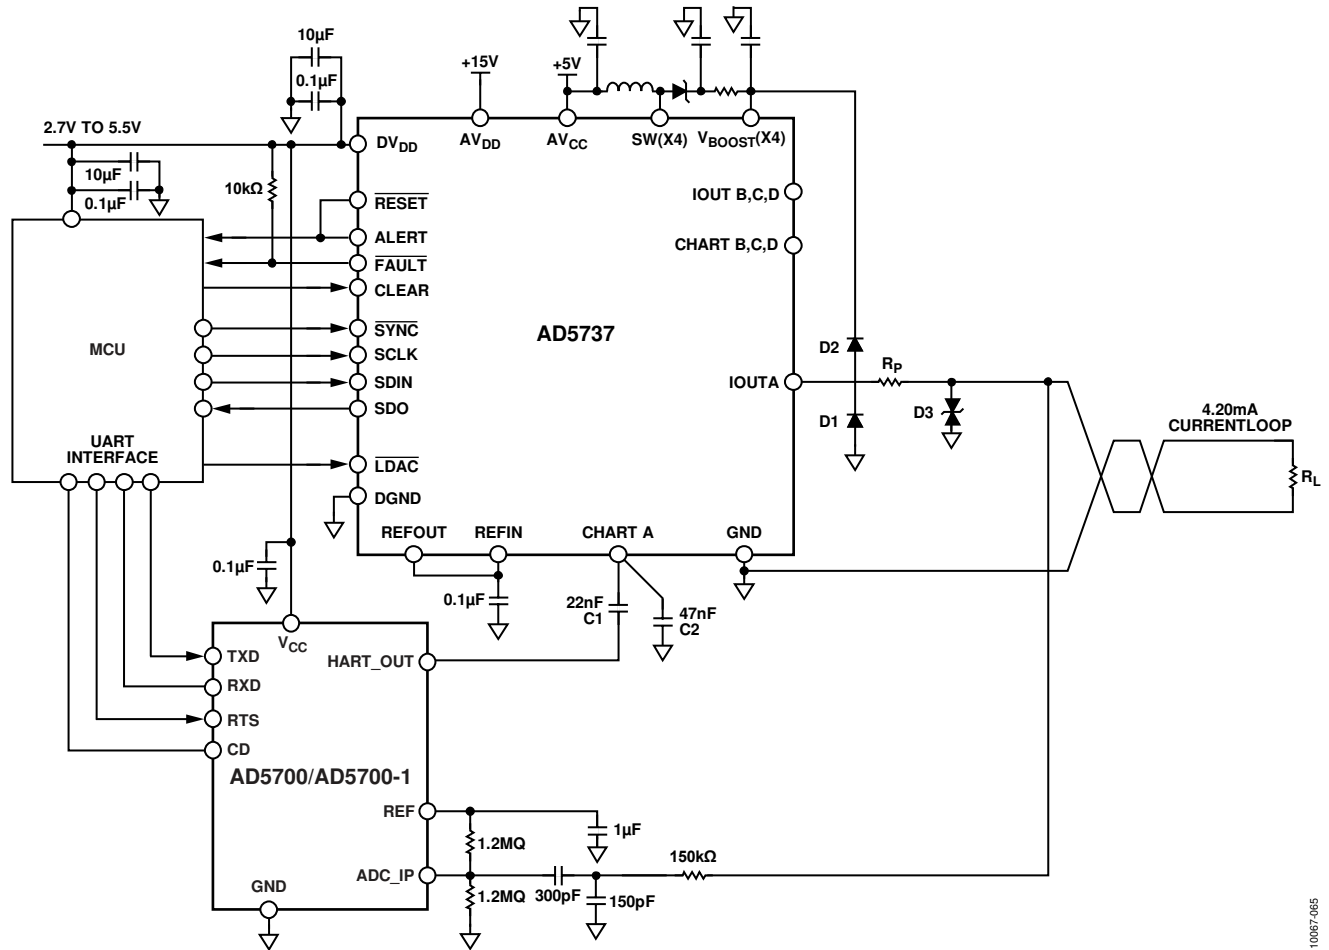 10µF
0.1µF
+15V
+5V
2.7V TO 5.5V
10µF
0.1µF
10kΩ
DVDD
AVDD
AVCC
SW(X4)
VBOOST(X4)
RESET
ALERT
FAULT
CLEAR
SYNC
SCLK
SDIN
SDO
LDAC
DGND
IOUT B,C,D
CHART B,C,D
AD5737
IOUTA
MCU
UART
INTERFACE
D2
D1
RP
D3
4.20mA
CURRENTLOOP
RL
REFOUT
REFIN
CHART A
GND
0.1µF
0.1µF
22nF
C1
47nF
C2
VCC
TXD
RXD
RTS
CD
HART_OUT
AD5700/AD5700-1
REF
ADC_IP
GND
1.2MQ
1.2MQ
1µF
300pF
150pF
150kΩ
10067-065